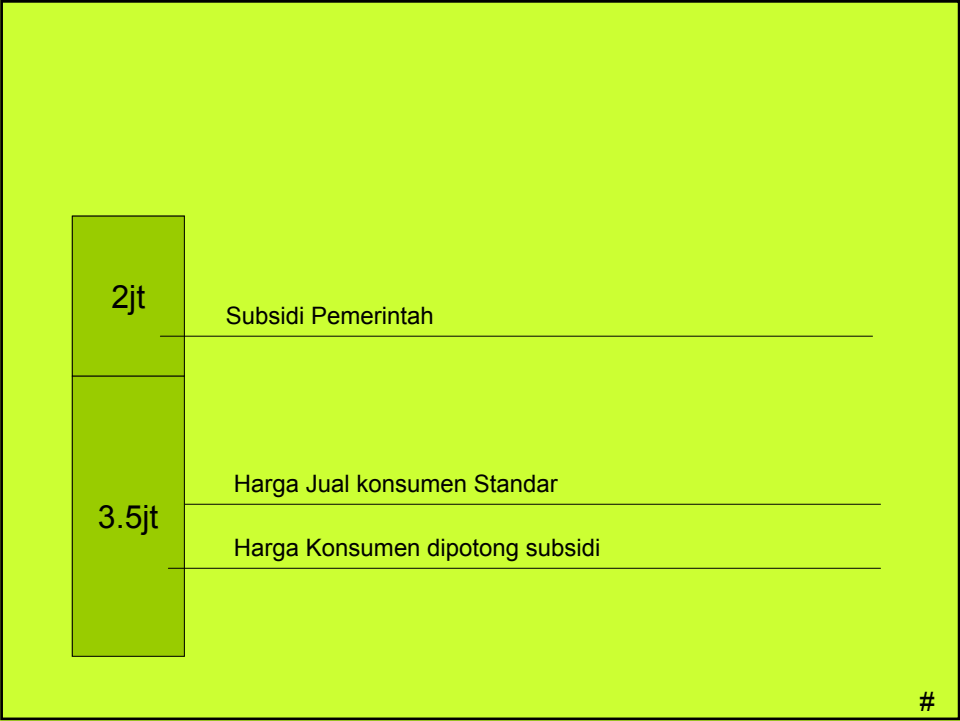 2jt
Subsidi Pemerintah
Harga Jual konsumen Standar
3.5jt
Harga Konsumen dipotong subsidi
#